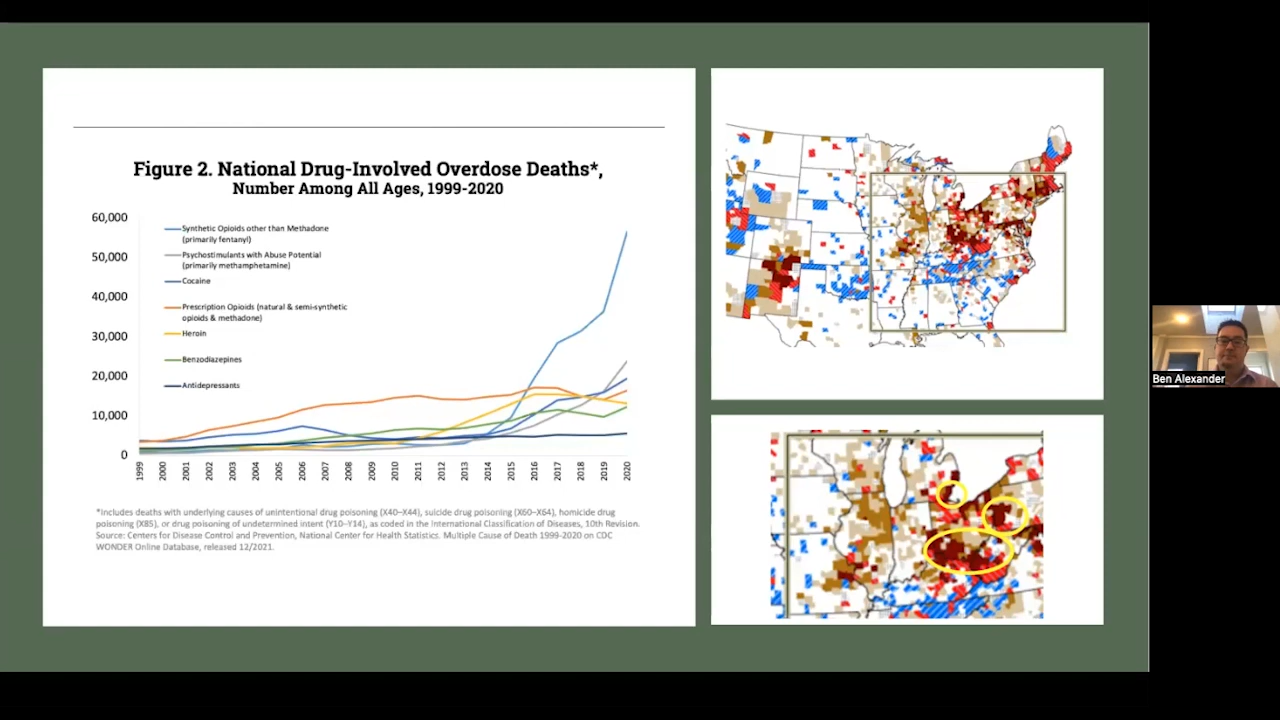 Figure 2. National Drug-Involved Overdose Deaths*,
Number Among All Ages, 1999-2020
60,000
50,000
40,000
30,000
20,000
10,000
0
Synthetic Opioids other than Methadone
(primarily fentanyl)
Psychostimulants with Abuse Potential
(primarily methamphetamine)
Cocaine
Prescription Opioids (natural & semi-synthetic
opioids & methadone)
Heroin
Benzodiazepines
Antidepressants
1999
2000
2001
2002
2003
2004
2005
2006
2007
2008
2009
2010
2011
2012
2013
2014
2015
2016
2017
2018
2019
2020
*Includes deaths with underlying causes of unintentional drug poisoning (X40–X44), suicide drug poisoning (X60–X64), homicide drug
poisoning (X85), or drug poisoning of undetermined intent (Y10–Y14), as coded in the International Classification of Diseases, 10th Revision.
Source: Centers for Disease Control and Prevention, National Center for Health Statistics. Multiple Cause of Death 1999-2020 on CDC
WONDER Online Database, released 12/2021.
Ben Alexander